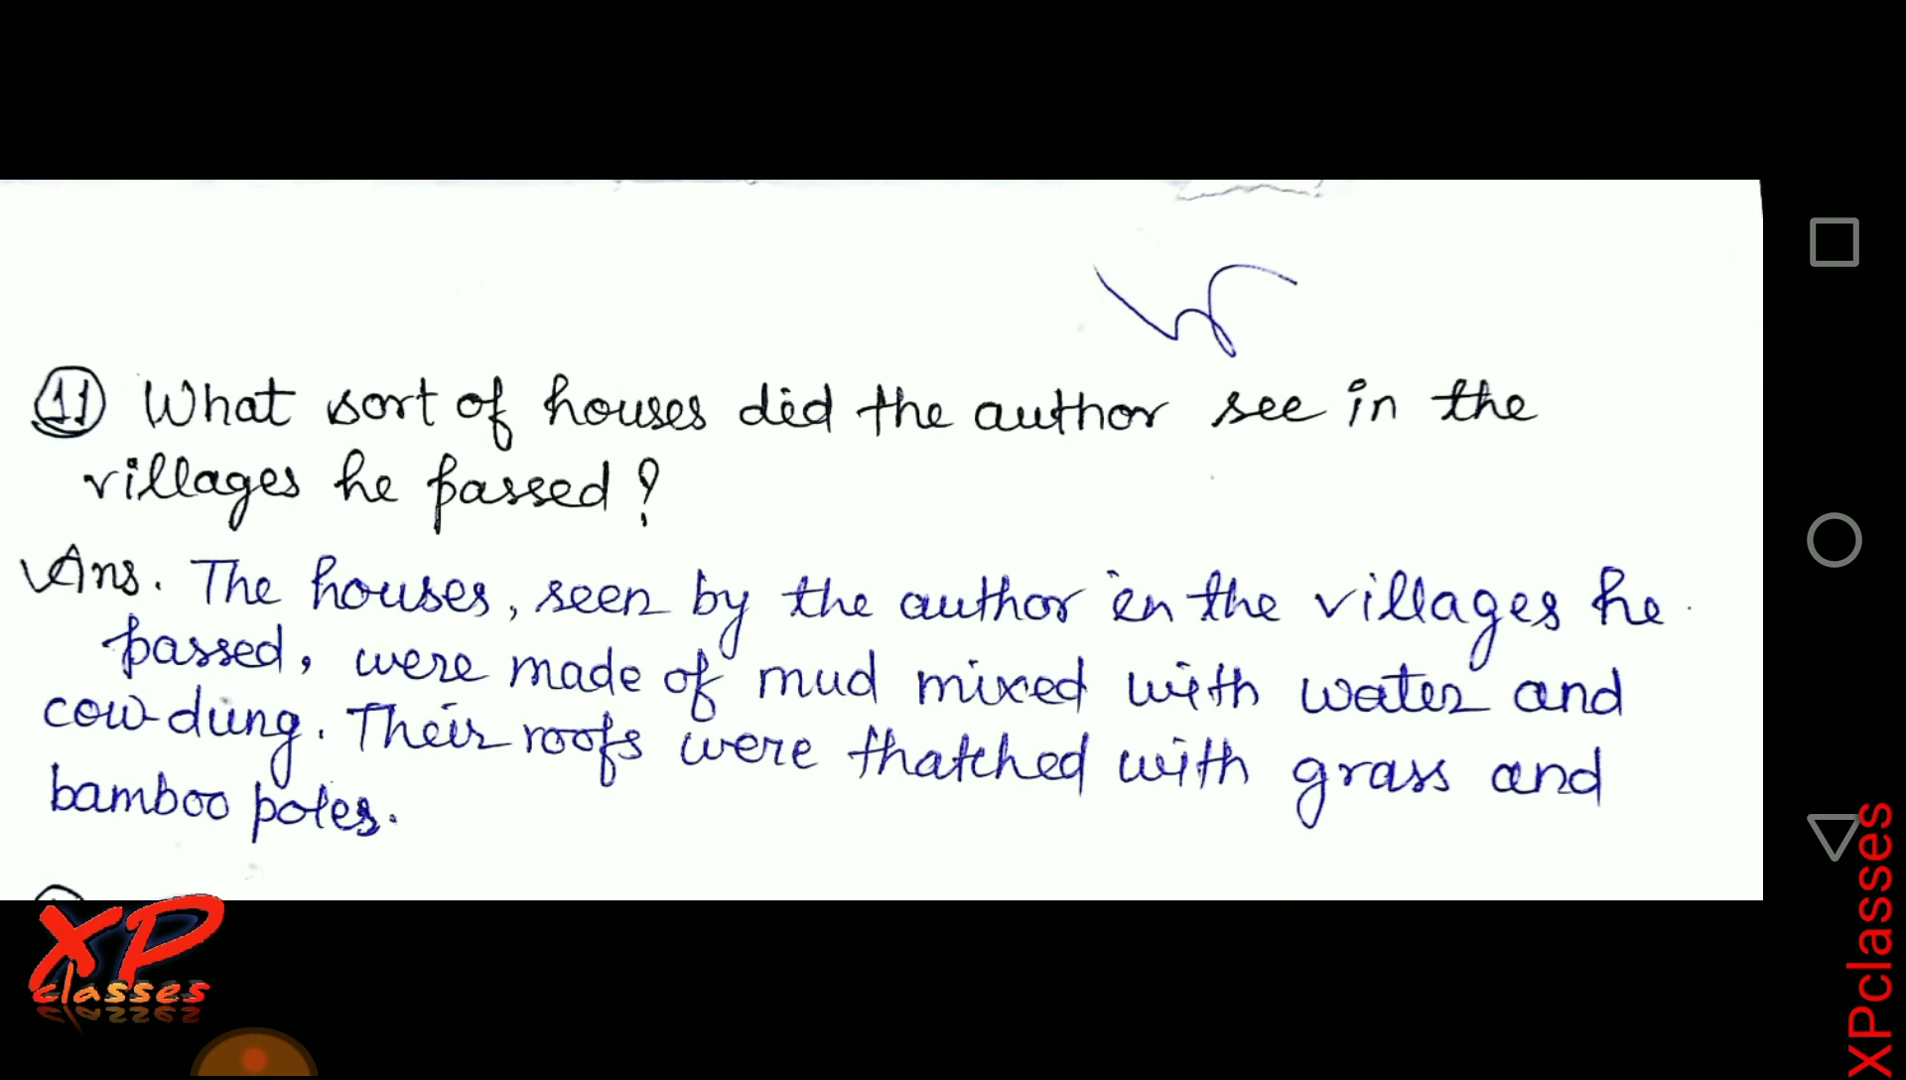 11 What sort of houses did the author see in the
villages he passed?
Ans. The houses, seen by the author in the villages he
passed, were made of mud mixed with water and
cow-dung. Their roofs were thatched with grass and
bamboo poles.
XP
classes
XPclasses